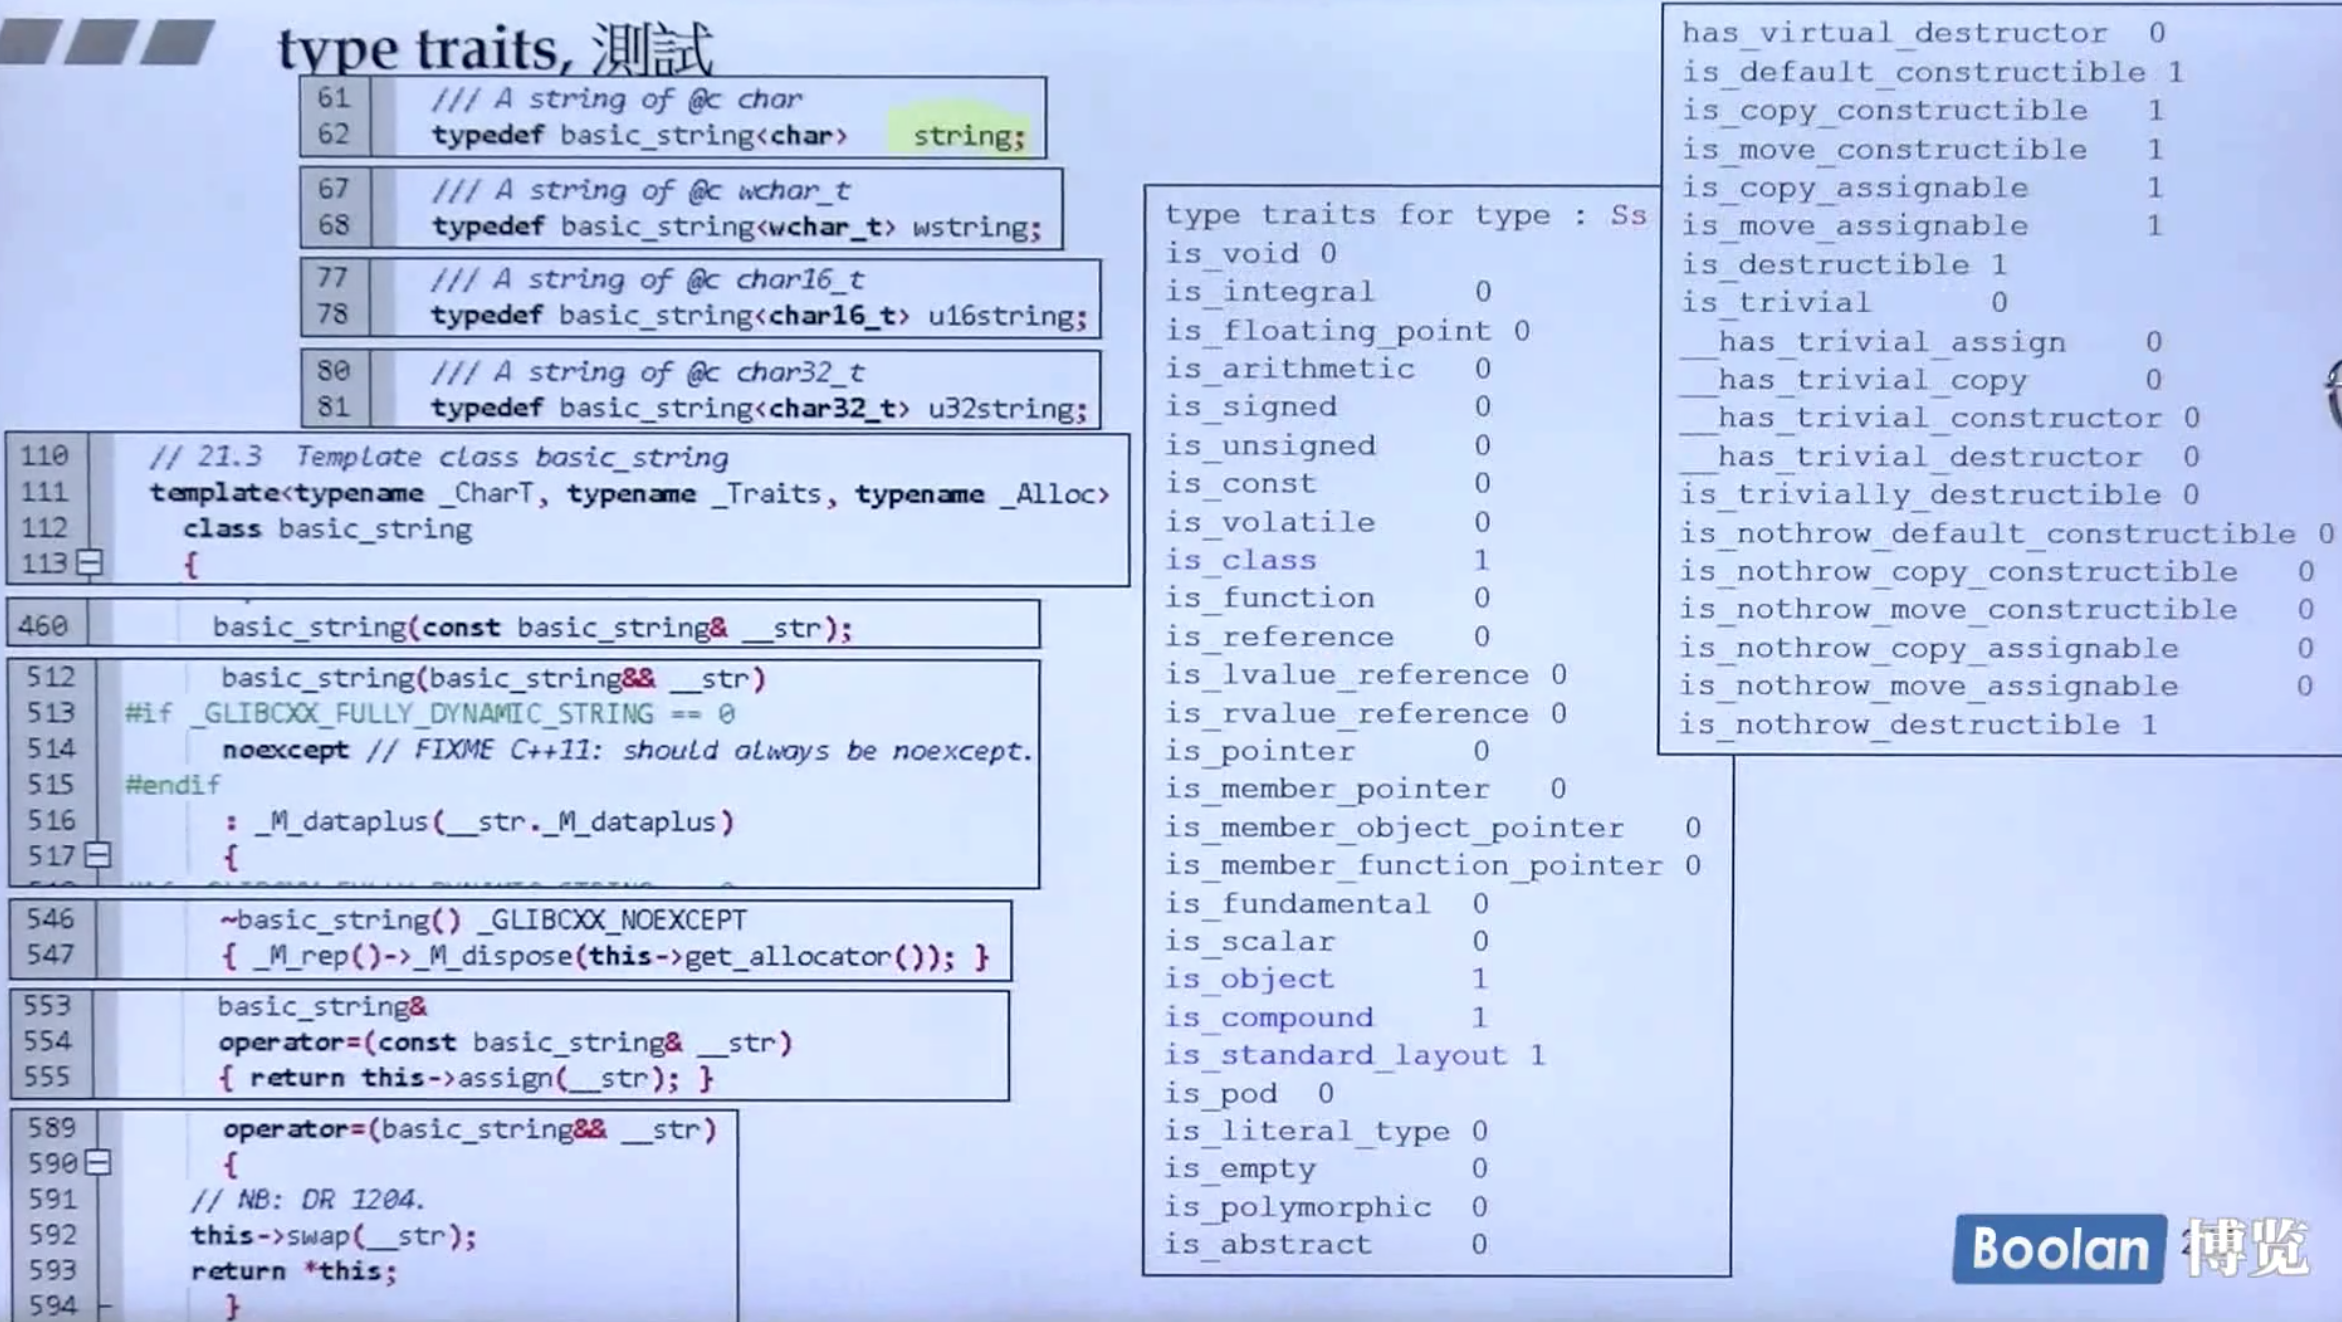 type traits, 測試
61 /// A string of @c char
62 typedef basic_string<char> string;
67 /// A string of @c wchar_t
68 typedef basic_string<wchar_t> wstring;
77 /// A string of @c char16_t
78 typedef basic_string<char16_t> u16string;
80 /// A string of @c char32_t
81 typedef basic_string<char32_t> u32string;
110 // 21.3 Template class basic_string
111 template<typename _CharT, typename _Traits, typename _Alloc>
112 class basic_string
113 {
460 basic_string(const basic_string& __str);
512 basic_string(basic_string&& __str)
513 #if _GLIBCXX_FULLY_DYNAMIC_STRING == 0
514 noexcept // FIXME C++11: should always be noexcept.
515 #endif
516 : _M_dataplus(__str._M_dataplus)
517 {
546 ~basic_string() _GLIBCXX_NOEXCEPT
547 { _M_rep()->_M_dispose(this->get_allocator()); }
553 basic_string&
554 operator=(const basic_string& __str)
555 { return this->assign(__str); }
589 operator=(basic_string&& __str)
590 {
591 // NB: DR 1204.
592 this->swap(__str);
593 return *this;
594 }
type traits for type : Ss
is_void 0
is_integral 0
is_floating_point 0
is_arithmetic 0
is_signed 0
is_unsigned 0
is_const 0
is_volatile 0
is_class 1
is_function 0
is_reference 0
is_lvalue_reference 0
is_rvalue_reference 0
is_pointer 0
is_member_pointer 0
is_member_object_pointer 0
is_member_function_pointer 0
is_fundamental 0
is_scalar 0
is_object 1
is_compound 1
is_standard_layout 1
is_pod 0
is_literal_type 0
is_empty 0
is_polymorphic 0
is_abstract 0
has_virtual_destructor 0
is_default_constructible 1
is_copy_constructible 1
is_move_constructible 1
is_copy_assignable 1
is_move_assignable 1
is_destructible 1
is_trivial 0
__has_trivial_assign 0
__has_trivial_copy 0
__has_trivial_constructor 0
__has_trivial_destructor 0
is_trivially_destructible 0
is_nothrow_default_constructible 0
is_nothrow_copy_constructible 0
is_nothrow_move_constructible 0
is_nothrow_copy_assignable 0
is_nothrow_move_assignable 0
is_nothrow_destructible 1
Boolan 博览